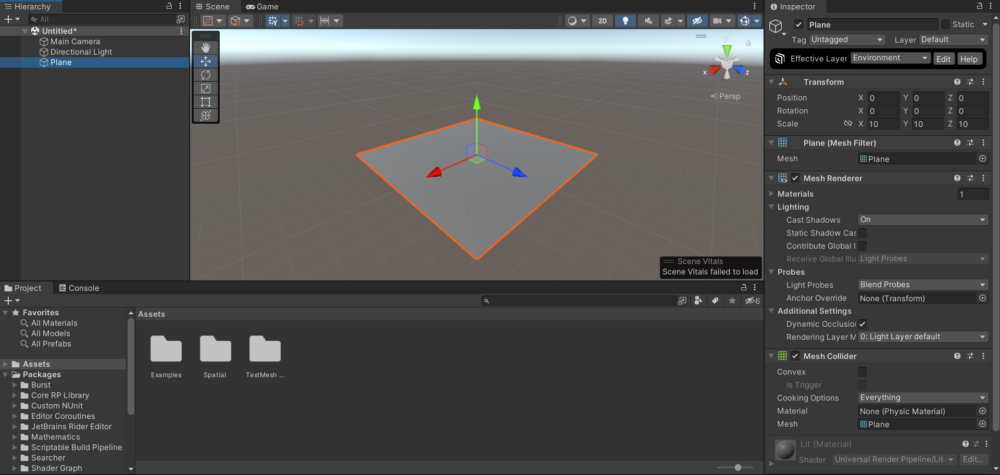 Hierarchy
All
Untitled*
Main Camera
Directional Light
Plane
Scene
Game
2D
y
x
z
Persp
Scene Vitals
Scene Vitals failed to load
Project
Console
6
Favorites
All Materials
All Models
All Prefabs
Assets
Packages
Burst
Core RP Library
Custom NUnit
Editor Coroutines
JetBrains Rider Editor
Mathematics
Scriptable Build Pipeline
Searcher
Shader Graph
Assets
Examples
Spatial
TextMesh ...
Inspector
Plane
Static
Tag Untagged Layer Default
Effective Layer Environment Edit Help
Transform
Position X 0 Y 0 Z 0
Rotation X 0 Y 0 Z 0
Scale X 10 Y 10 Z 10
Plane (Mesh Filter)
Mesh Plane
Mesh Renderer
Materials 1
Lighting
Cast Shadows On
Static Shadow Cas
Contribute Global I
Receive Global Illu Light Probes
Probes
Light Probes Blend Probes
Anchor Override None (Transform)
Additional Settings
Dynamic Occlusion
Rendering Layer M 0: Light Layer default
Mesh Collider
Convex
Is Trigger
Cooking Options Everything
Material None (Physic Material)
Mesh Plane
Lit (Material)
Shader Universal Render Pipeline/Lit Edit...